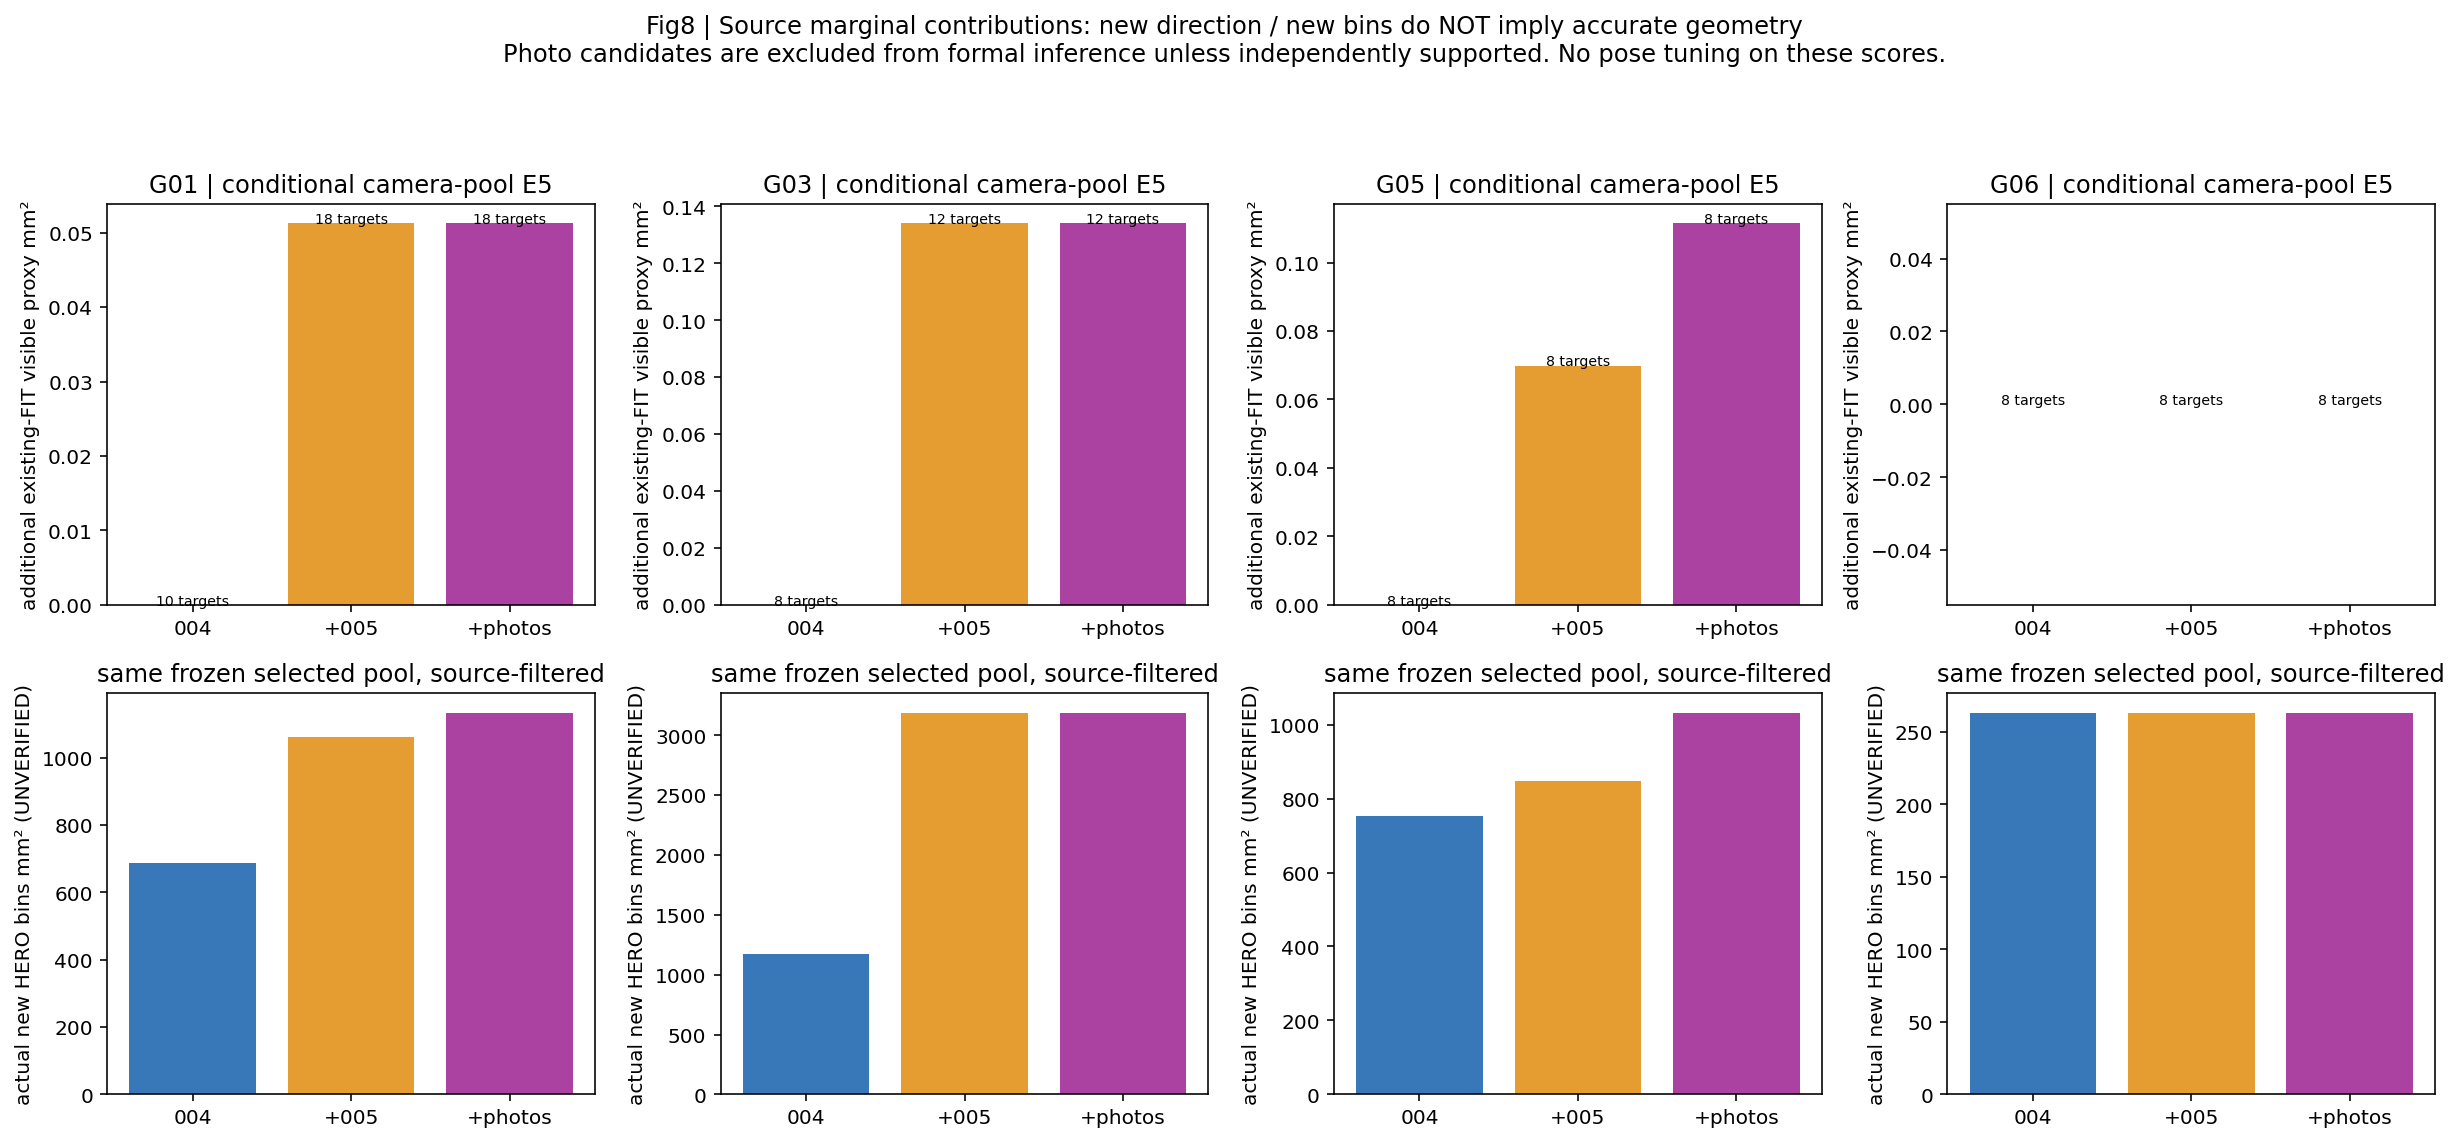 Fig8 | Source marginal contributions: new direction / new bins do NOT imply accurate geometry
Photo candidates are excluded from formal inference unless independently supported. No pose tuning on these scores.
G01 | conditional camera-pool E5
additional existing-FIT visible proxy mm²
0.05
0.04
0.03
0.02
0.01
0.00
10 targets
18 targets
18 targets
004
+005
+photos
G03 | conditional camera-pool E5
additional existing-FIT visible proxy mm²
0.14
0.12
0.10
0.08
0.06
0.04
0.02
0.00
8 targets
12 targets
12 targets
004
+005
+photos
G05 | conditional camera-pool E5
additional existing-FIT visible proxy mm²
0.10
0.08
0.06
0.04
0.02
0.00
8 targets
8 targets
8 targets
004
+005
+photos
G06 | conditional camera-pool E5
additional existing-FIT visible proxy mm²
0.04
0.02
0.00
−0.02
−0.04
8 targets
8 targets
8 targets
004
+005
+photos
same frozen selected pool, source-filtered
actual new HERO bins mm² (UNVERIFIED)
1000
800
600
400
200
0
004
+005
+photos
same frozen selected pool, source-filtered
actual new HERO bins mm² (UNVERIFIED)
3000
2500
2000
1500
1000
500
0
004
+005
+photos
same frozen selected pool, source-filtered
actual new HERO bins mm² (UNVERIFIED)
1000
800
600
400
200
0
004
+005
+photos
same frozen selected pool, source-filtered
actual new HERO bins mm² (UNVERIFIED)
250
200
150
100
50
0
004
+005
+photos